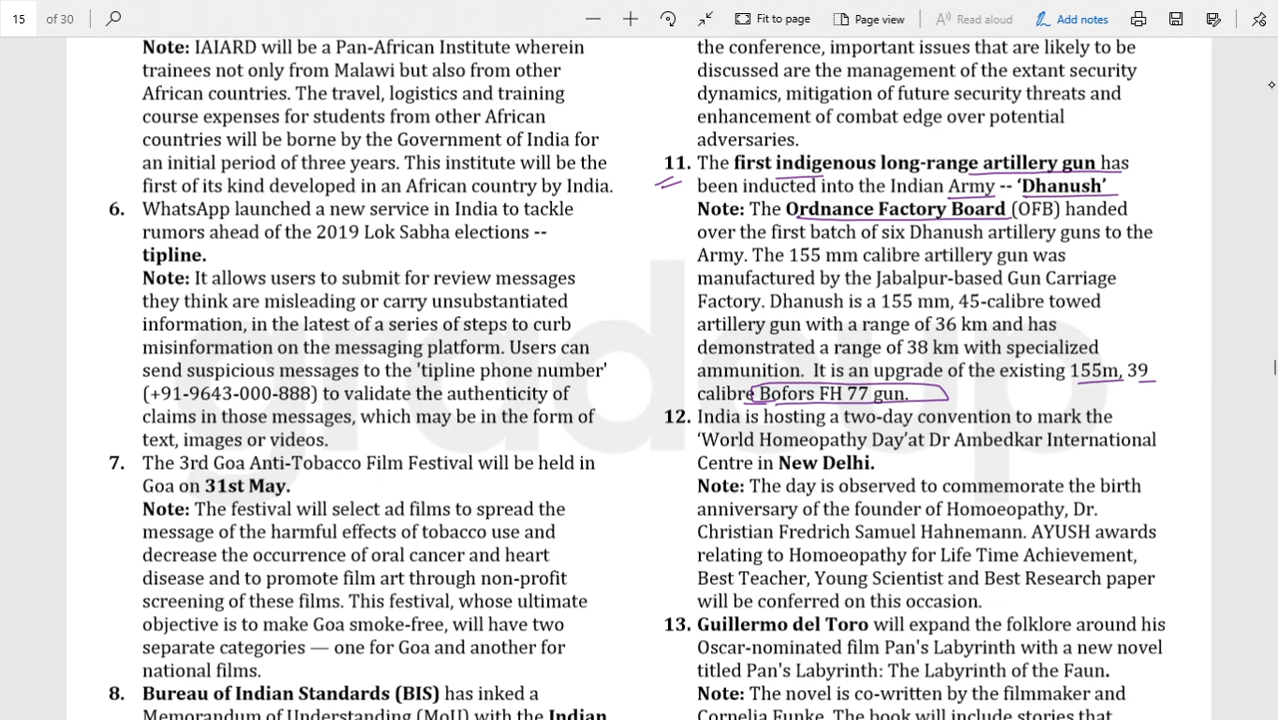 15 of 30
Fit to page
Page view
Read aloud
Add notes
Note: IAIARD will be a Pan-African Institute wherein
trainees not only from Malawi but also from other
African countries. The travel, logistics and training
course expenses for students from other African
countries will be borne by the Government of India for
an initial period of three years. This institute will be the
first of its kind developed in an African country by India.
6. WhatsApp launched a new service in India to tackle
rumors ahead of the 2019 Lok Sabha elections --
tipline.
Note: It allows users to submit for review messages
they think are misleading or carry unsubstantiated
information, in the latest of a series of steps to curb
misinformation on the messaging platform. Users can
send suspicious messages to the 'tipline phone number'
(+91-9643-000-888) to validate the authenticity of
claims in those messages, which may be in the form of
text, images or videos.
7. The 3rd Goa Anti-Tobacco Film Festival will be held in
Goa on 31st May.
Note: The festival will select ad films to spread the
message of the harmful effects of tobacco use and
decrease the occurrence of oral cancer and heart
disease and to promote film art through non-profit
screening of these films. This festival, whose ultimate
objective is to make Goa smoke-free, will have two
separate categories — one for Goa and another for
national films.
8. Bureau of Indian Standards (BIS) has inked a
Memorandum of Understanding (MoU) with the Indian
the conference, important issues that are likely to be
discussed are the management of the extant security
dynamics, mitigation of future security threats and
enhancement of combat edge over potential
adversaries.
11. The first indigenous long-range artillery gun has
been inducted into the Indian Army -- ‘Dhanush’
Note: The Ordnance Factory Board (OFB) handed
over the first batch of six Dhanush artillery guns to the
Army. The 155 mm calibre artillery gun was
manufactured by the Jabalpur-based Gun Carriage
Factory. Dhanush is a 155 mm, 45-calibre towed
artillery gun with a range of 36 km and has
demonstrated a range of 38 km with specialized
ammunition. It is an upgrade of the existing 155m, 39
calibre Bofors FH 77 gun.
12. India is hosting a two-day convention to mark the
‘World Homeopathy Day’at Dr Ambedkar International
Centre in New Delhi.
Note: The day is observed to commemorate the birth
anniversary of the founder of Homoeopathy, Dr.
Christian Fredrich Samuel Hahnemann. AYUSH awards
relating to Homoeopathy for Life Time Achievement,
Best Teacher, Young Scientist and Best Research paper
will be conferred on this occasion.
13. Guillermo del Toro will expand the folklore around his
Oscar-nominated film Pan's Labyrinth with a new novel
titled Pan's Labyrinth: The Labyrinth of the Faun.
Note: The novel is co-written by the filmmaker and
Cornelia Funke. The book will include stories that
gradeup